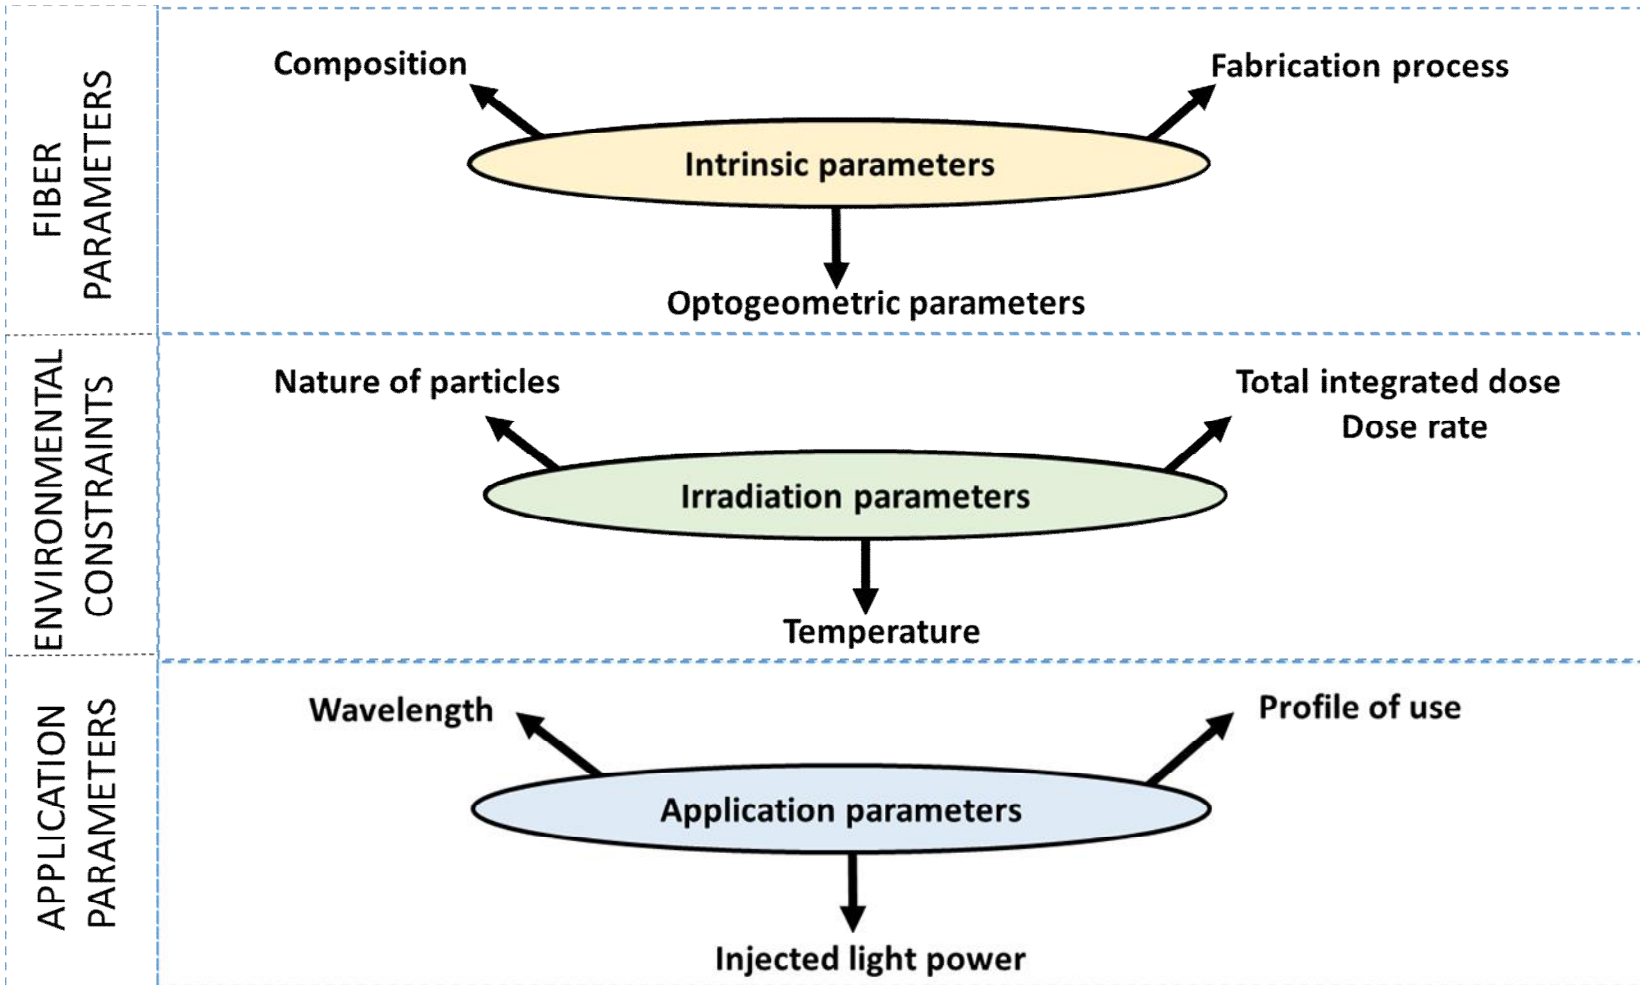 FIBER
PARAMETERS
Composition
Fabrication process
Intrinsic parameters
Optogeometric parameters
ENVIRONMENTAL
CONSTRAINTS
Nature of particles
Total integrated dose
Dose rate
Irradiation parameters
Temperature
APPLICATION
PARAMETERS
Wavelength
Profile of use
Application parameters
Injected light power